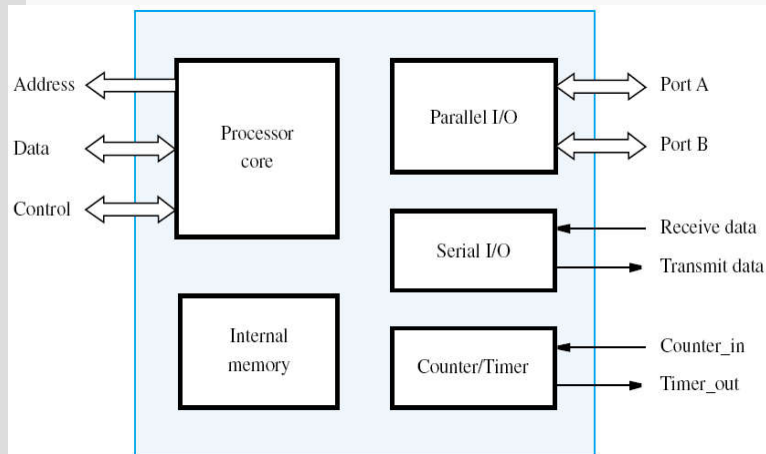 Address
Data
Control
Processor
core
Internal
memory
Parallel I/O
Serial I/O
Counter/Timer
Port A
Port B
Receive data
Transmit data
Counter_in
Timer_out